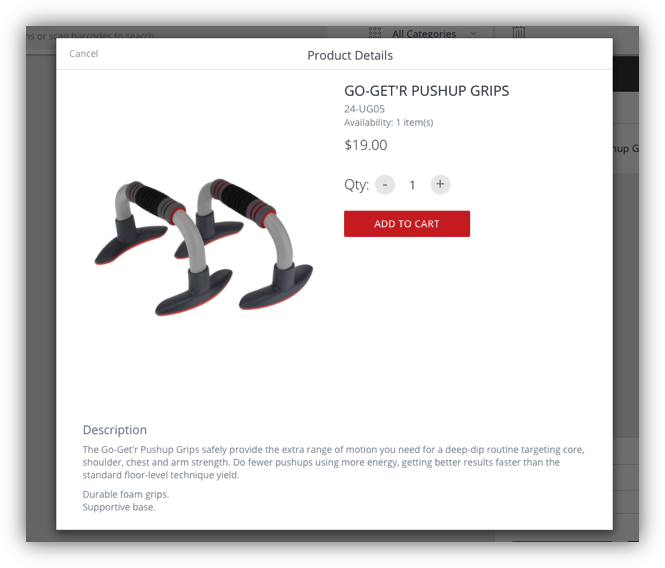 ns or scan barcodes to search
All Categories
Cancel
Product Details
GO-GET'R PUSHUP GRIPS
24-UG05
Availability: 1 item(s)
$19.00
Qty: - 1 +
ADD TO CART
hup G
Description
The Go-Get'r Pushup Grips safely provide the extra range of motion you need for a deep-dip routine targeting core,
shoulder, chest and arm strength. Do fewer pushups using more energy, getting better results faster than the
standard floor-level technique yield.
Durable foam grips.
Supportive base.